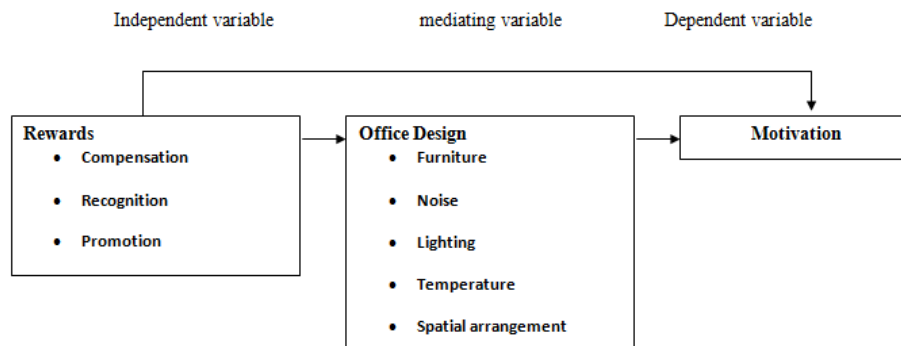 Independent variable
mediating variable
Dependent variable
Rewards
• Compensation
• Recognition
• Promotion
Office Design
• Furniture
• Noise
• Lighting
• Temperature
• Spatial arrangement
Motivation